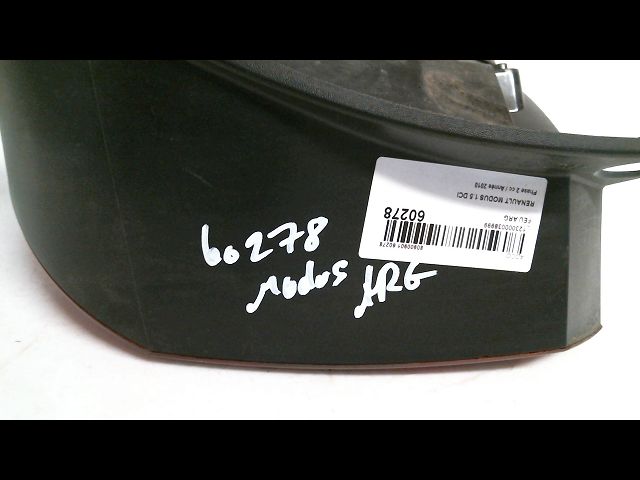 60278
Modus ARG
FEU ARG
60278
RENAULT MODUS 1.5 DCI
Phase 2 cc / Année 2010